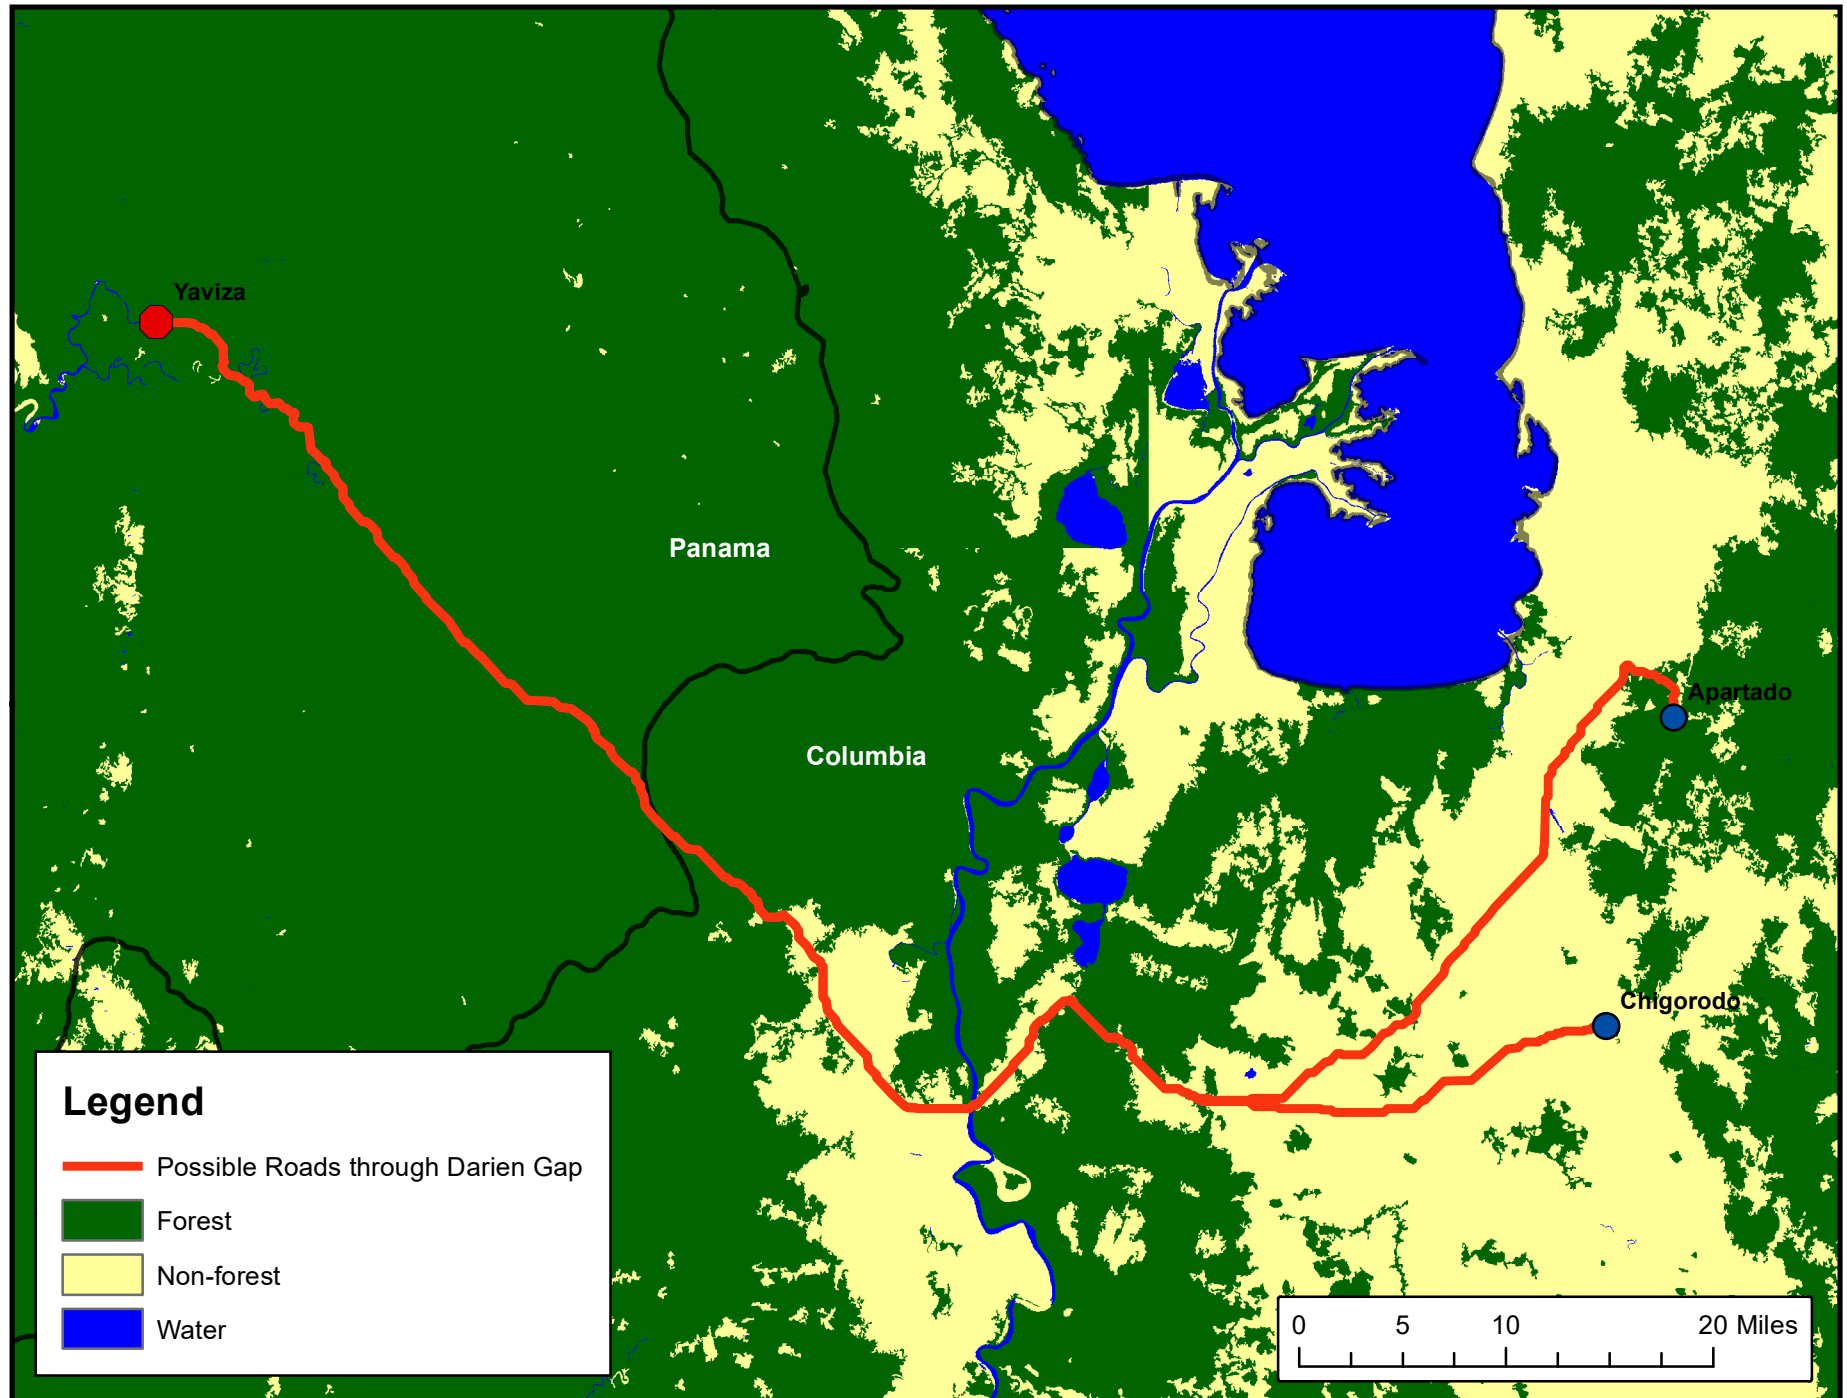 Yaviza
Panama
Apartado
Columbia
Chigorodo
Legend
Possible Roads through Darien Gap
Forest
Non-forest
Water
0 5 10 20 Miles